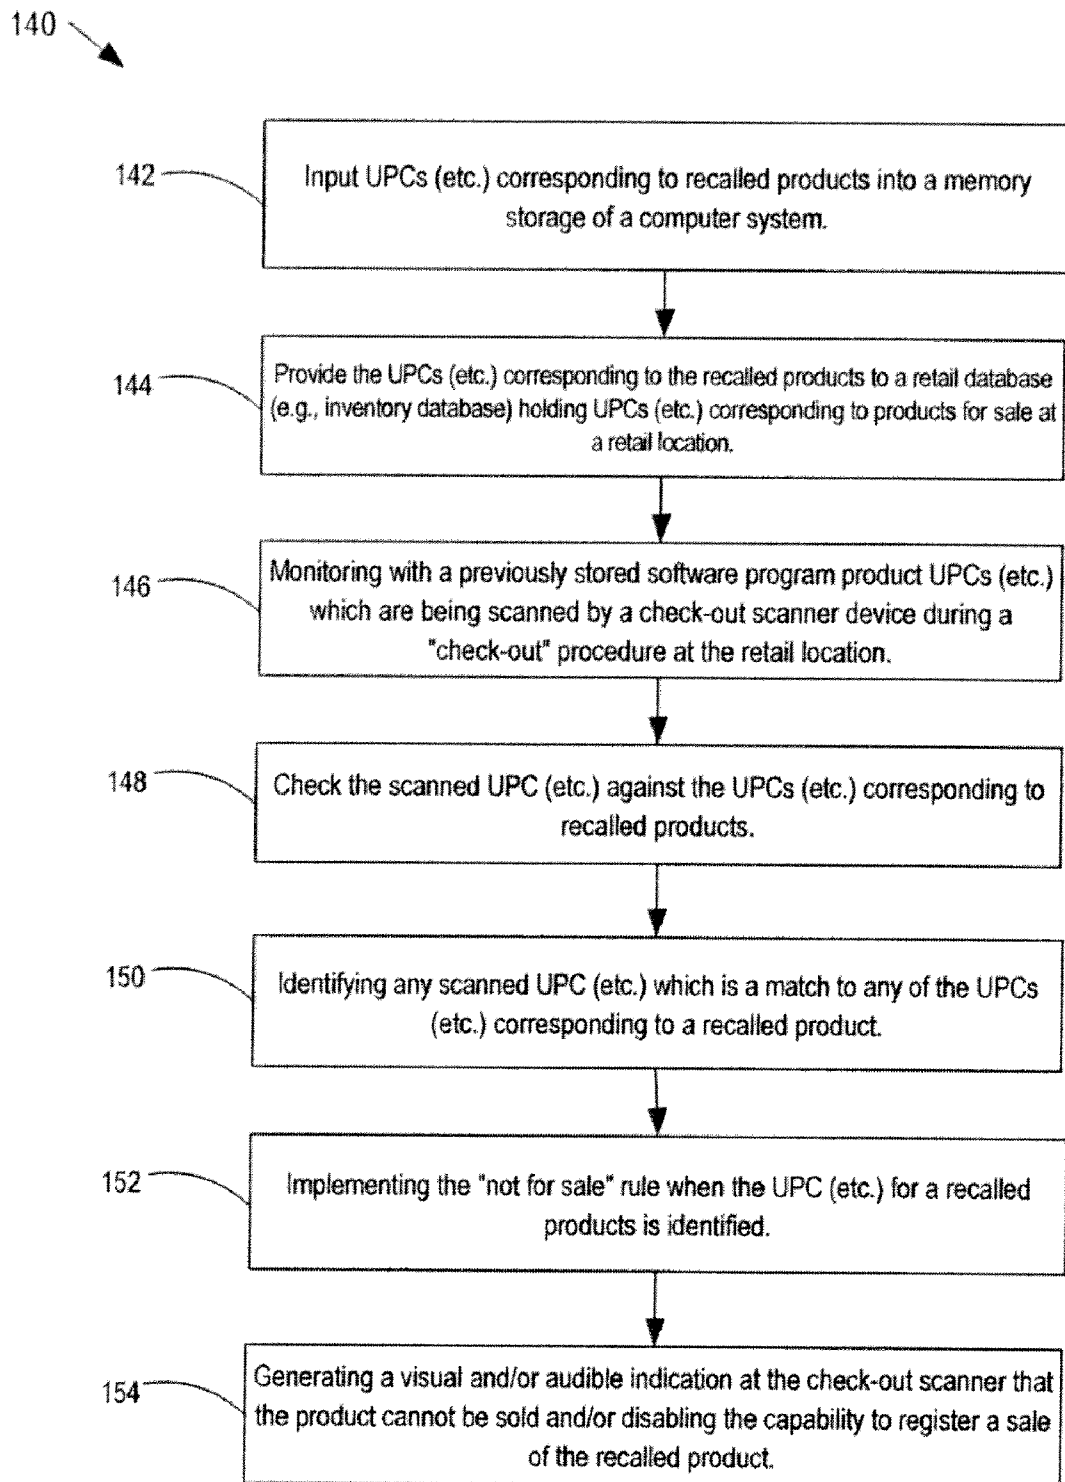 140
142
Input UPCs (etc.) corresponding to recalled products into a memory
storage of a computer system.
144
Provide the UPCs (etc.) corresponding to the recalled products to a retail database
(e.g., inventory database) holding UPCs (etc.) corresponding to products for sale at
a retail location.
146
Monitoring with a previously stored software program product UPCs (etc.)
which are being scanned by a check-out scanner device during a
"check-out" procedure at the retail location.
148
Check the scanned UPC (etc.) against the UPCs (etc.) corresponding to
recalled products.
150
Identifying any scanned UPC (etc.) which is a match to any of the UPCs
(etc.) corresponding to a recalled product.
152
Implementing the "not for sale" rule when the UPC (etc.) for a recalled
products is identified.
154
Generating a visual and/or audible indication at the check-out scanner that
the product cannot be sold and/or disabling the capability to register a sale
of the recalled product.